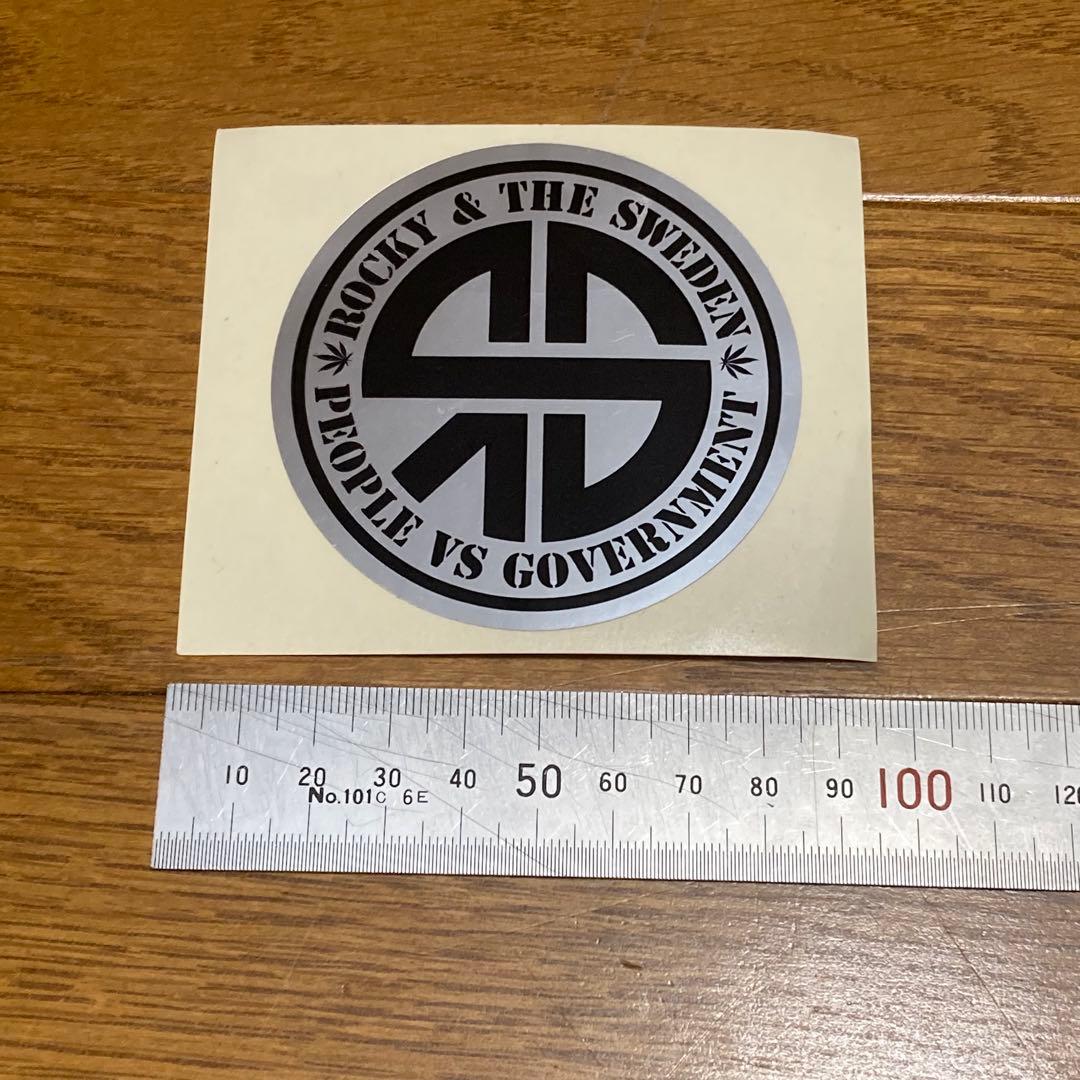 ROCKY & THE SWEDEN
PEOPLE VS GOVERNMENT
10 20 30 40 50 60 70 80 90 100 110 120
No.101C 6E